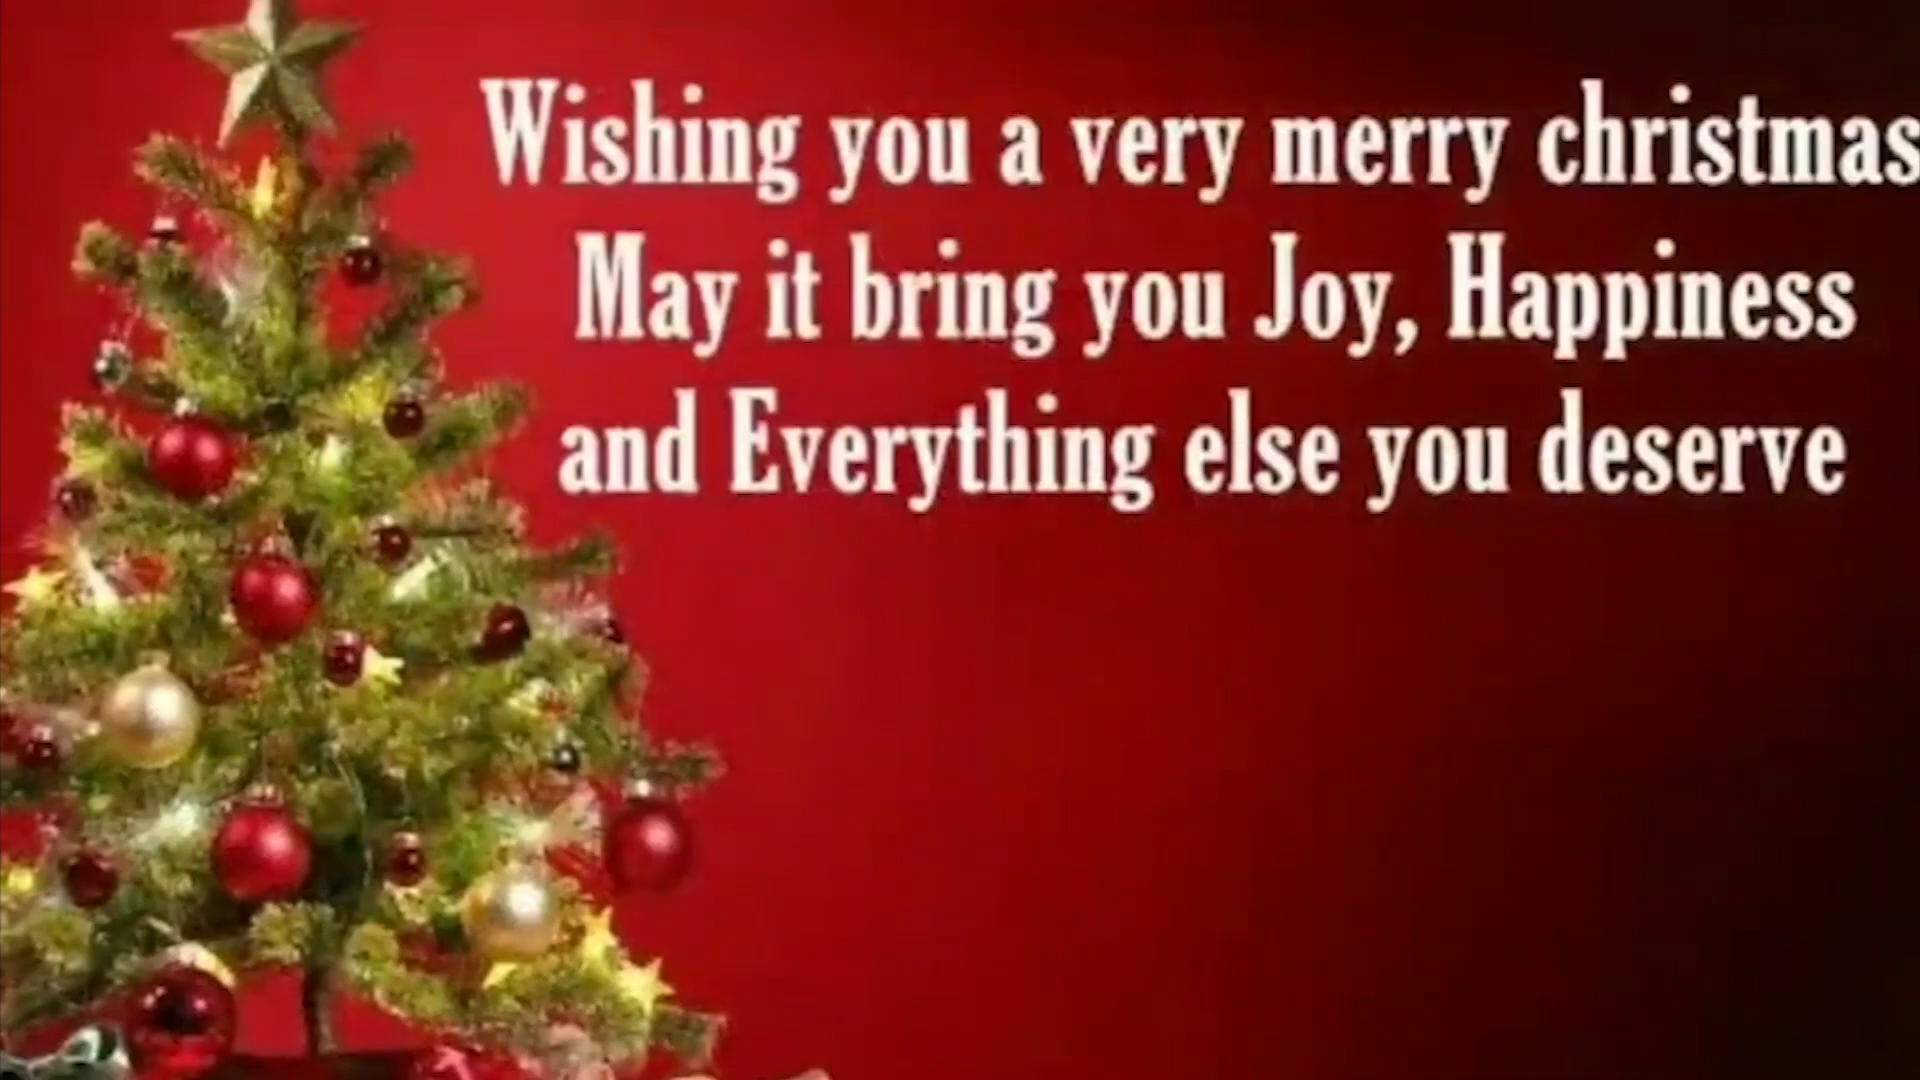 Wishing you a very merry christmas
May it bring you Joy, Happiness
and Everything else you deserve